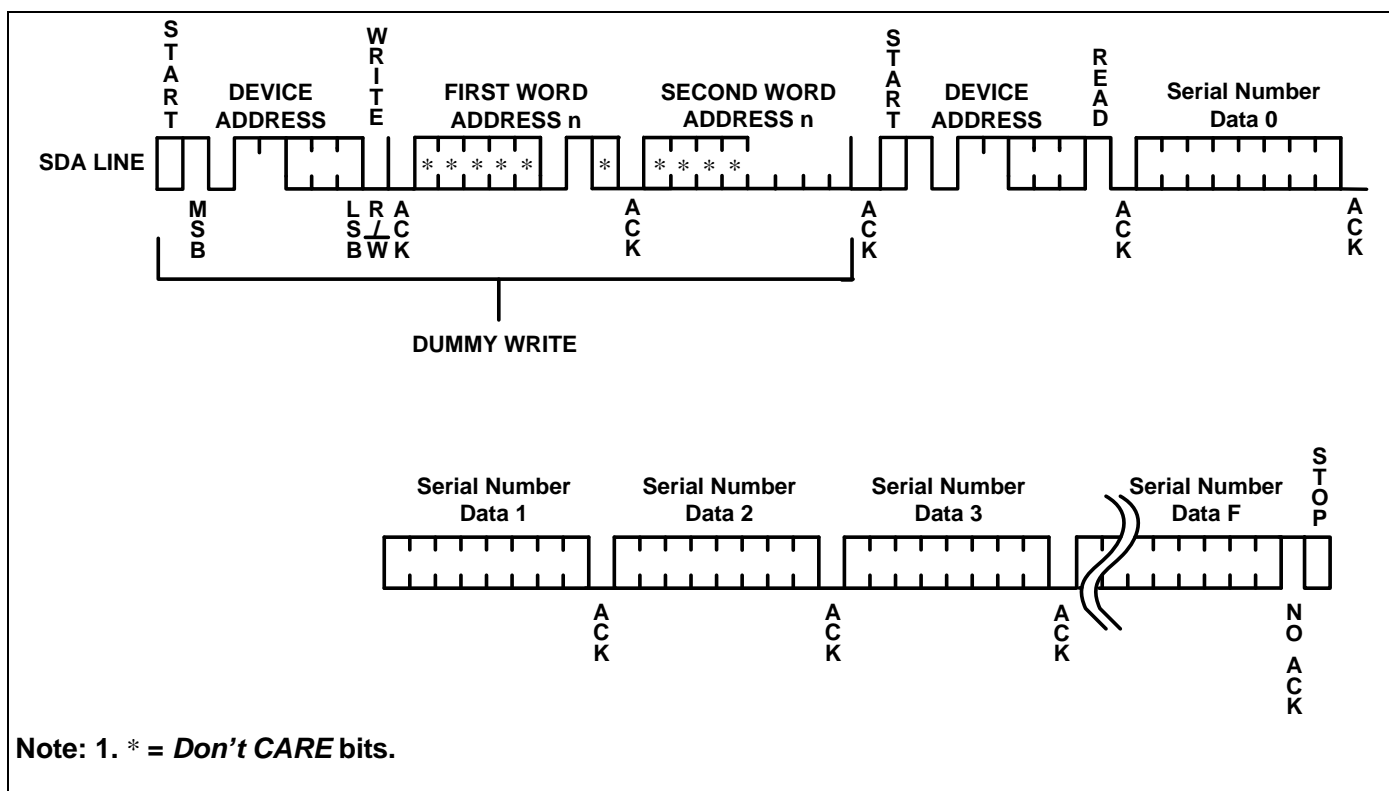 START
WRITE
START
READ
DEVICE
ADDRESS
FIRST WORD
ADDRESS n
SECOND WORD
ADDRESS n
DEVICE
ADDRESS
Serial Number
Data 0
SDA LINE
* * * * *
*
* * * *
MSB
LSB
R/W
ACK
ACK
ACK
ACK
ACK
DUMMY WRITE
Serial Number
Data 1
Serial Number
Data 2
Serial Number
Data 3
Serial Number
Data F
STOP
ACK
ACK
ACK
NO ACK
Note: 1. * = Don't CARE bits.